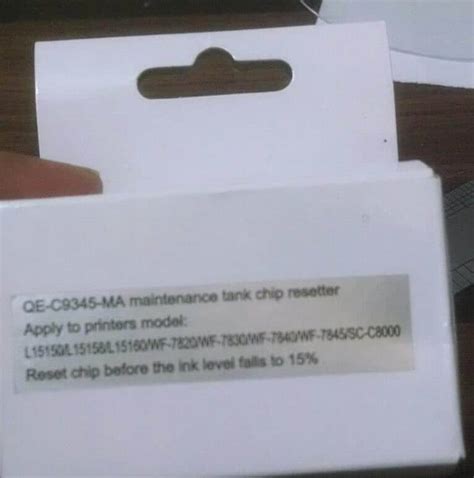 QE-C9345-MA maintenance tank chip resetter
Apply to printers model:
L15150/L15158/L15160/WF-7820/WF-7830/WF-7840/WF-7845/SC-C8000
Reset chip before the ink level falls to 15%